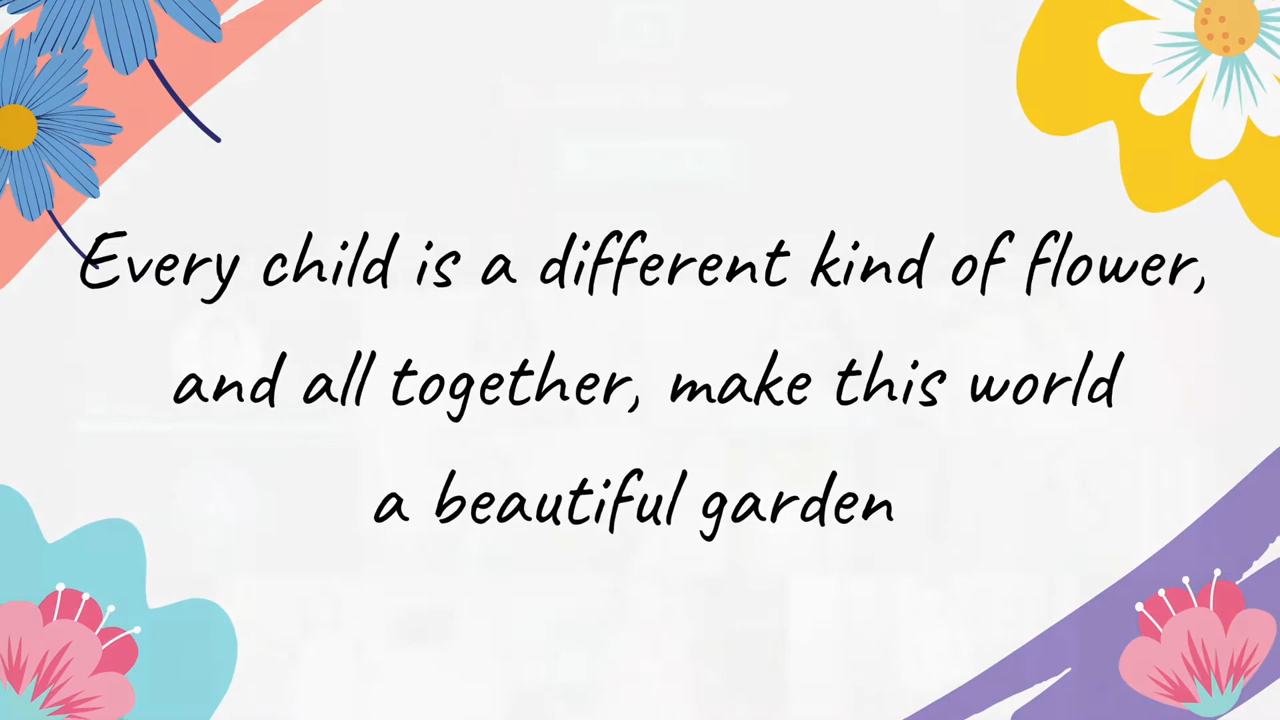 Every child is a different kind of flower,
and all together, make this world
a beautiful garden